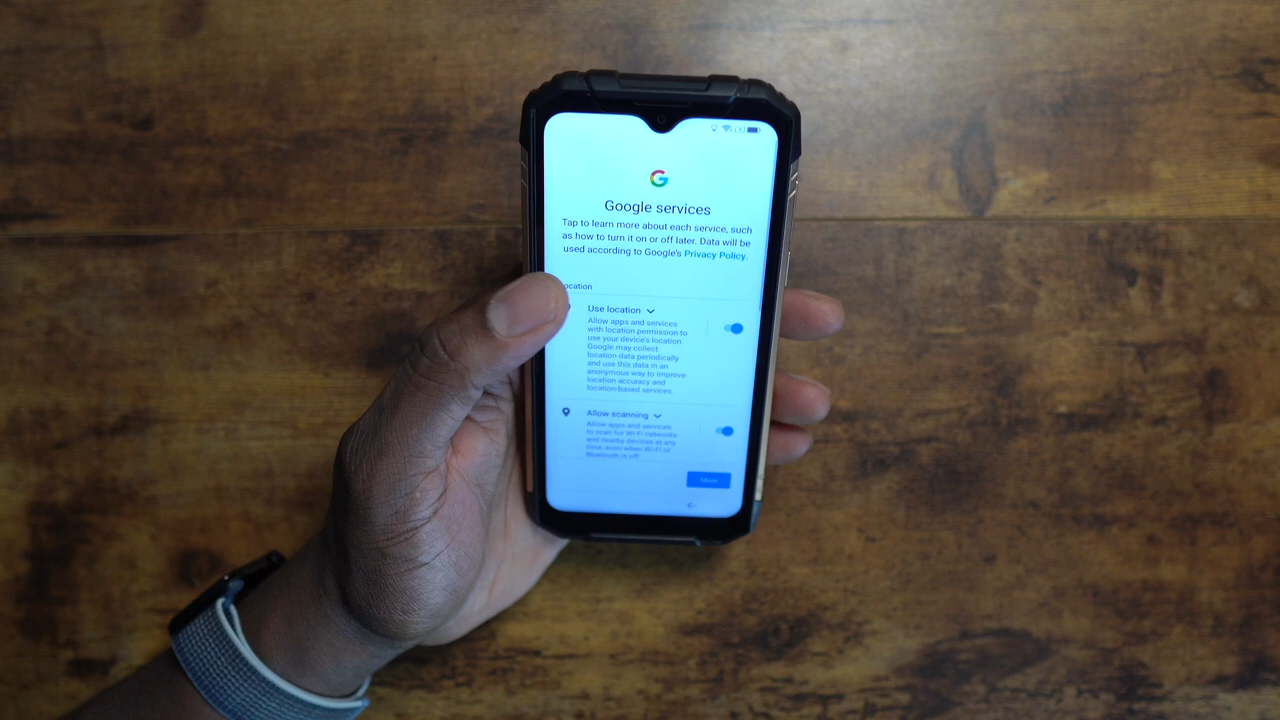 Google services
Tap to learn more about each service, such
as how to turn it on or off later. Data will be
used according to Google's Privacy Policy.
ocation
Use location
Allow apps and services
with location permission to
use your device's location.
Google may collect
location data periodically
and use this data in an
anonymous way to improve
location accuracy and
location-based services.
Allow scanning
Allow apps and services
to scan for Wi-Fi networks
and nearby devices at any
time, even when Wi-Fi or
Bluetooth is off.
More